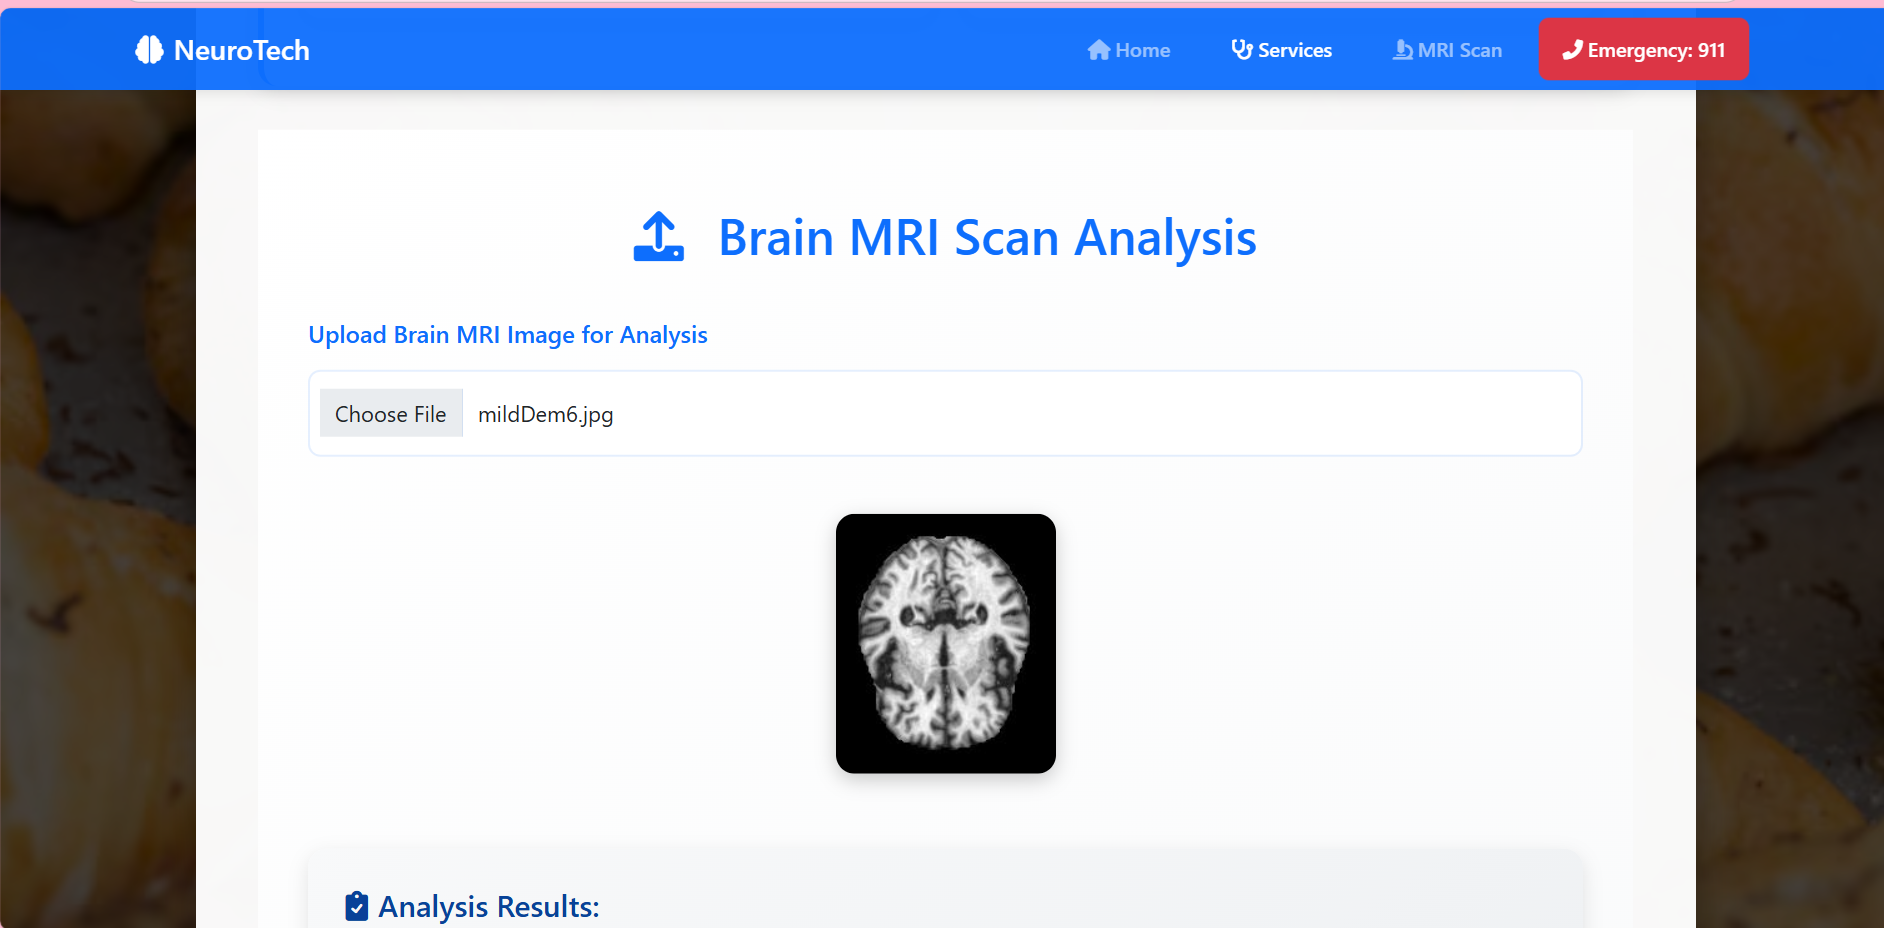 NeuroTech
Home
Services
MRI Scan
Emergency: 911
Brain MRI Scan Analysis
Upload Brain MRI Image for Analysis
Choose File mildDem6.jpg
Analysis Results: